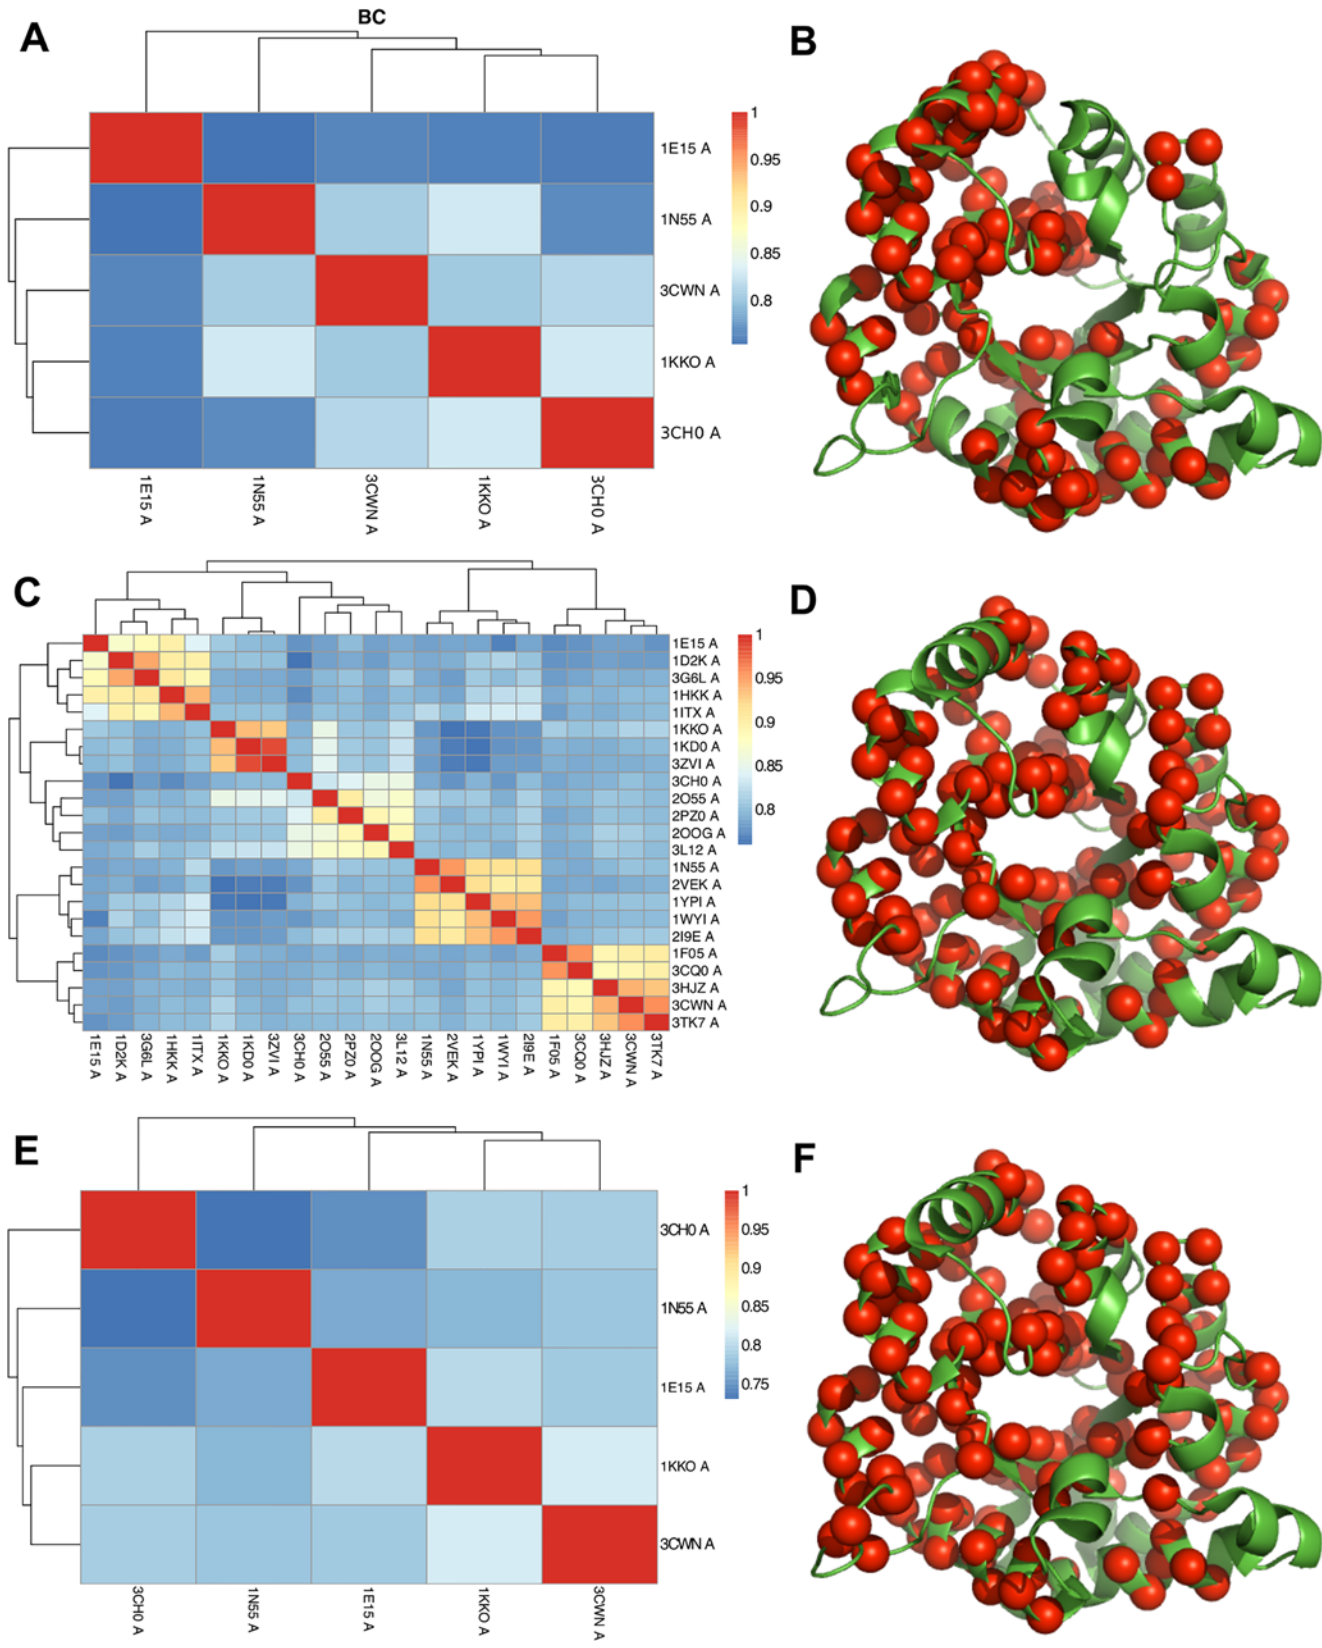 A
BC
B
1E15 A
1N55 A
3CWN A
1KKO A
3CH0 A
1
0.95
0.9
0.85
0.8
1E15 A
1N55 A
3CWN A
1KKO A
3CH0 A
C
D
1E15 A
1D2K A
3G6L A
1HKK A
1ITX A
1KKO A
1KD0 A
3ZVI A
3CH0 A
2O55 A
2PZ0 A
2OOG A
3L12 A
1N55 A
2VEK A
1YPI A
1WYI A
2I9E A
1F05 A
3CQ0 A
3HJZ A
3CWN A
3TK7 A
1
0.95
0.9
0.85
0.8
1E15 A
1D2K A
3G6L A
1HKK A
1ITX A
1KKO A
1KD0 A
3ZVI A
3CH0 A
2O55 A
2PZ0 A
2OOG A
3L12 A
1N55 A
2VEK A
1YPI A
1WYI A
2I9E A
1F05 A
3CQ0 A
3HJZ A
3CWN A
3TK7 A
E
F
3CH0 A
1N55 A
1E15 A
1KKO A
3CWN A
1
0.95
0.9
0.85
0.8
0.75
3CH0 A
1N55 A
1E15 A
1KKO A
3CWN A